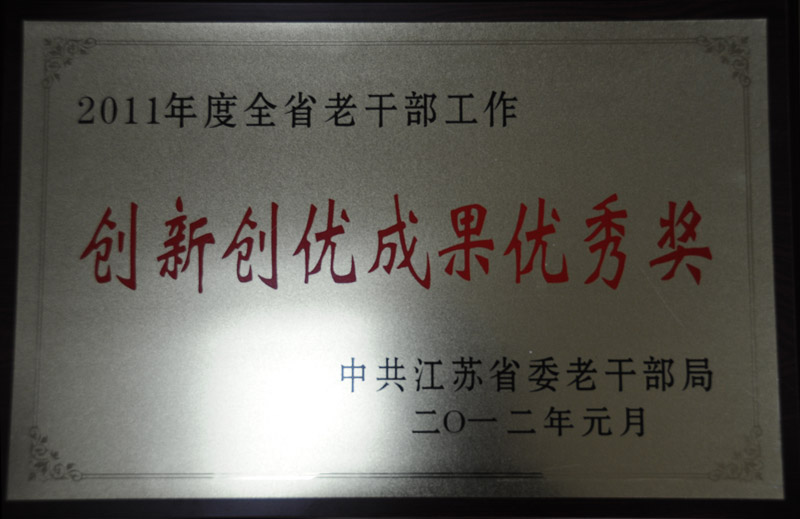 2011年度全省老干部工作
创新创优成果优秀奖
中共江苏省委老干部局
二〇一二年元月